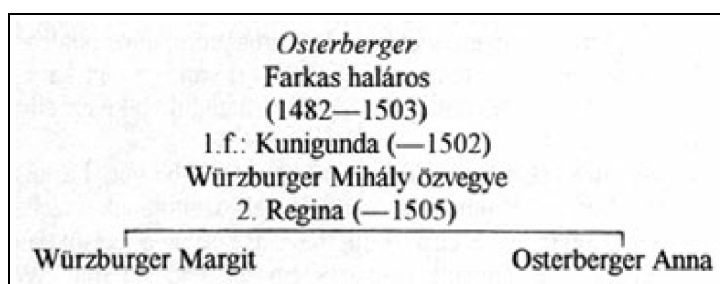 Osterberger
Farkas haláros
(1482—1503)
1.f.: Kunigunda (—1502)
Würzburger Mihály özvegye
2. Regina (—1505)
Würzburger Margit Osterberger Anna